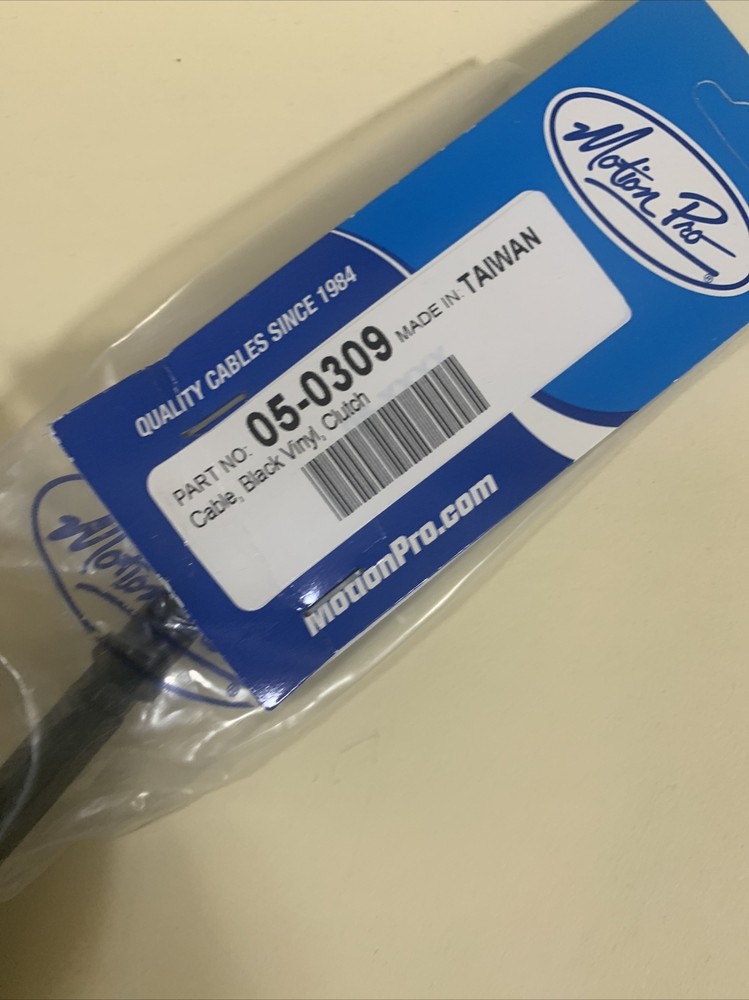 Motion Pro
®
QUALITY CABLES SINCE 1984
PART NO: 05-0309 MADE IN: TAIWAN
Cable, Black Vinyl, Clutch
MotionPro.com
Motion